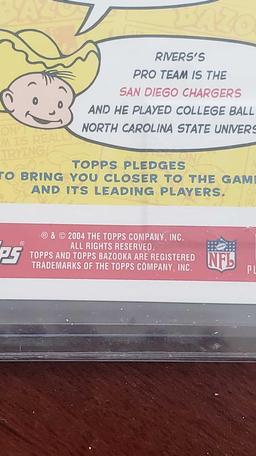 RIVERS'S
PRO TEAM IS THE
SAN DIEGO CHARGERS
AND HE PLAYED COLLEGE BALL
NORTH CAROLINA STATE UNIVERS
TOPPS PLEDGES
TO BRING YOU CLOSER TO THE GAM
AND ITS LEADING PLAYERS.
® & © 2004 THE TOPPS COMPANY, INC.
ALL RIGHTS RESERVED.
TOPPS AND TOPPS BAZOOKA ARE REGISTERED
TRADEMARKS OF THE TOPPS COMPANY, INC.
PS®
NFL
PL